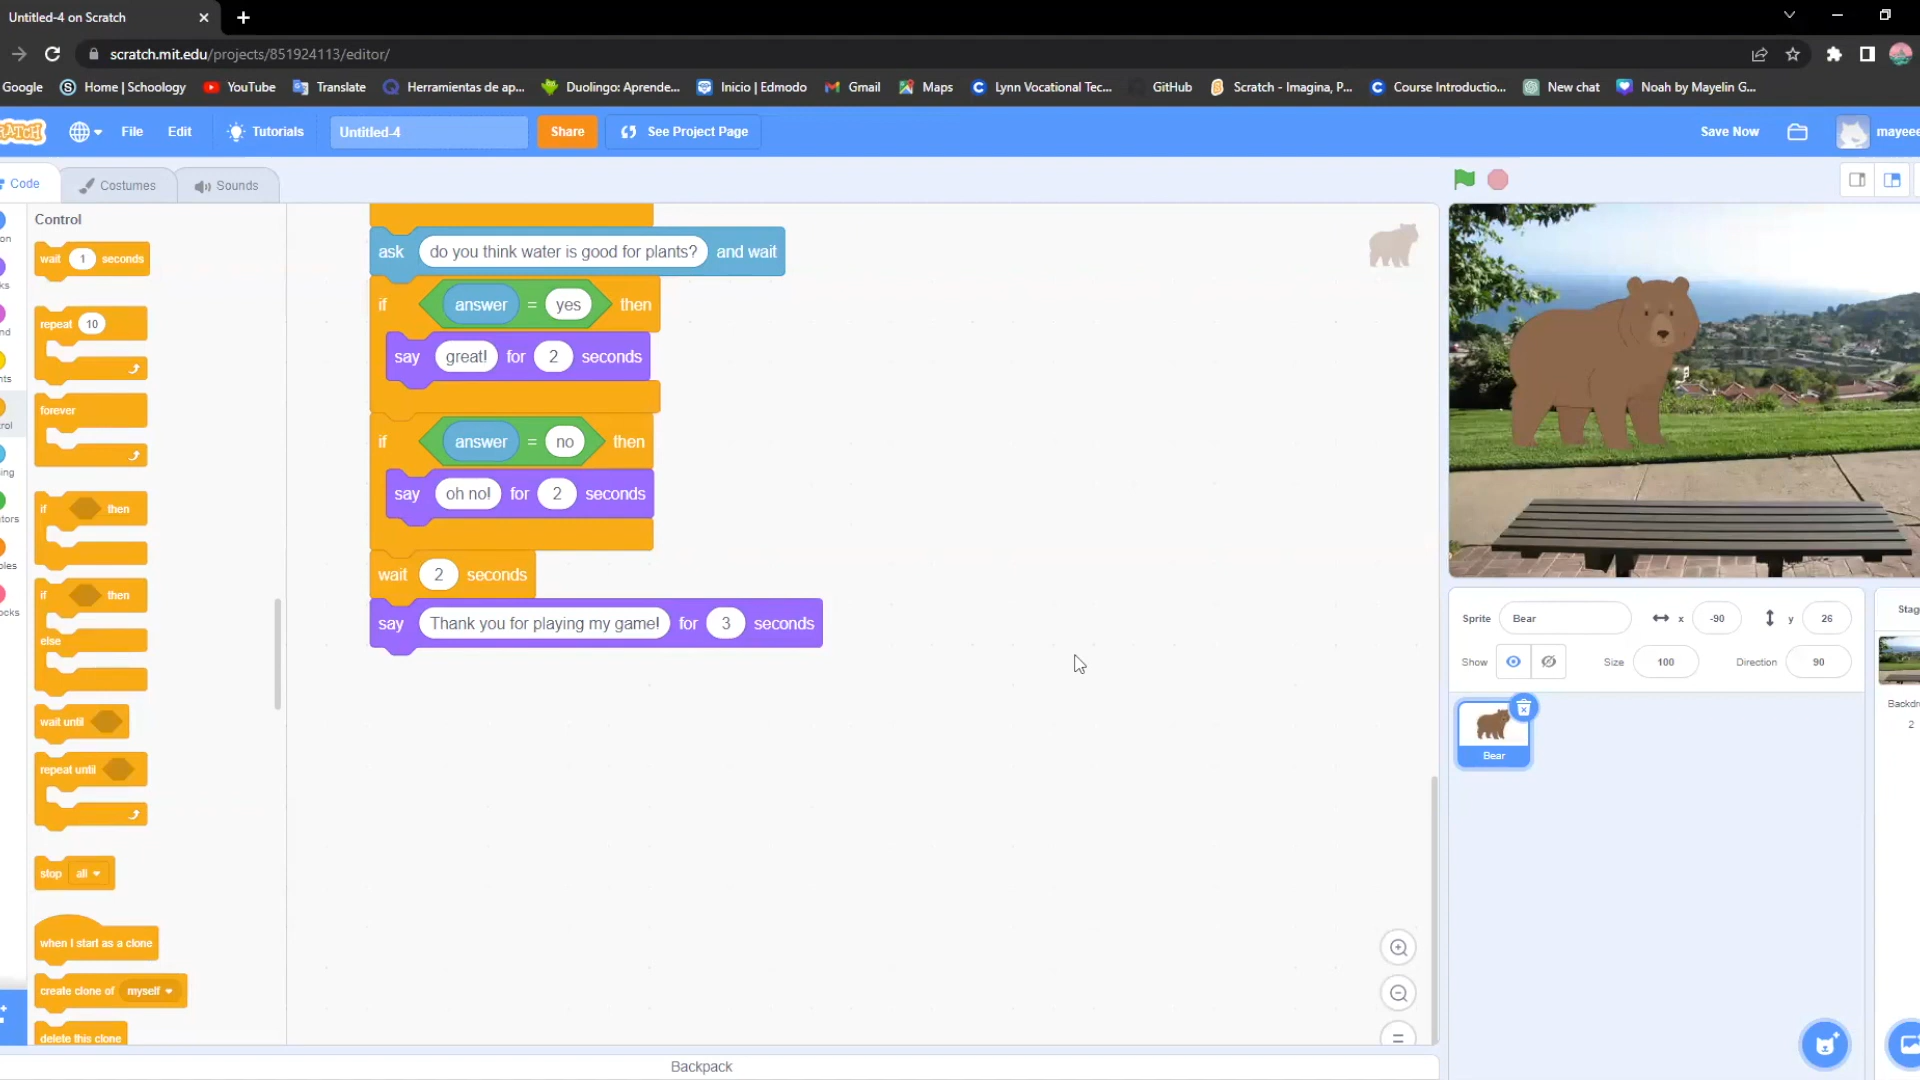 Untitled-4 on Scratch
scratch.mit.edu/projects/851924113/editor/
Google
Home | Schoology
YouTube
Translate
Herramientas de ap...
Duolingo: Aprende...
Inicio | Edmodo
Gmail
Maps
Lynn Vocational Tec...
GitHub
Scratch - Imagina, P...
Course Introductio...
New chat
Noah by Mayelin G...
File
Edit
Tutorials
Untitled-4
Share
See Project Page
Save Now
Code
Costumes
Sounds
Control
wait 1 seconds
repeat 10
forever
if then
if then
else
wait until
repeat until
stop all
when I start as a clone
create clone of myself
delete this clone
ask do you think water is good for plants? and wait
if answer = yes then
say great! for 2 seconds
if answer = no then
say oh no! for 2 seconds
wait 2 seconds
say Thank you for playing my game! for 3 seconds
Sprite Bear x -90 y 26
Show Size 100 Direction 90
Bear
2
Backpack